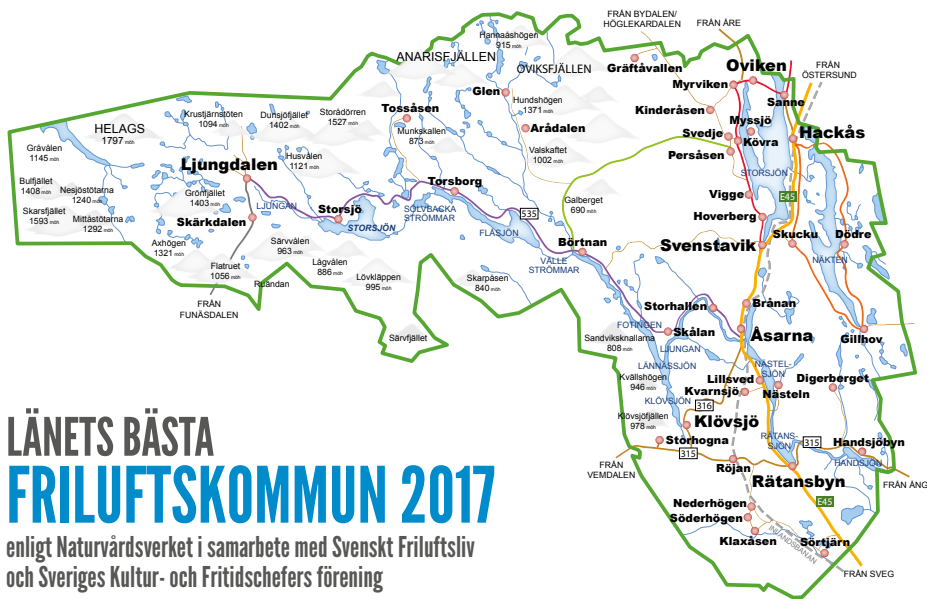 FRÅN BYDALEN/
HÖGLEKARDALEN
FRÅN ÅRE
FRÅN
ÖSTERSUND
Hannaåshögen
915 möh
ANARISFJÄLLEN
OVIKSFJÄLLEN
Gräftåvallen
Oviken
Myrviken
Sanne
Glen
Hundshögen
1371 möh
Kinderåsen
Myssjö
Hackås
Krustjärnstöten
1094 möh
Dunsjöfjället
1402 möh
Storådörren
1527 möh
Tossåsen
Munkskallen
873 möh
Arådalen
Valskaftet
1002 möh
Svedje
Kövra
Persåsen
HELAGS
1797 möh
Gråvålen
1145 möh
Ljungdalen
Husvålen
1121 möh
STORSJÖN
Bulfjället
1408 möh
Nesjöstötarna
1240 möh
Grömfjället
1403 möh
LJUNGAN
Torsborg
Galberget
690 möh
Vigge
E45
Skarsfjället
1593 möh
Mittåstötarna
1292 möh
Skärkdalen
Storsjö
STORSJÖN
SÖLVBACKA
STRÖMMAR
535
Hoverberg
FLÅSJÖN
Axhögen
1321 möh
Särvvålen
963 möh
Börtnan
Svenstavik
Skucku
Dödre
NÄKTEN
Flatruet
1056 möh
Lågvålen
886 möh
Lövkläppen
995 möh
VÄLLE
STRÖMMAR
Ruändan
Skarpåsen
840 möh
FRÅN
FUNÄSDALEN
Storhallen
Brånan
Särvfjället
FOTINGEN
Skålan
Åsarna
Gillhov
Sandviksknallarna
808 möh
LJUNGAN
LÄNNÄSSJÖN
NÄSTEL-
SJÖN
Kvällshögen
946 möh
Lillsved
Kvarnsjö
Nästeln
Digerberget
KLÖVSJÖN
316
Klövsjöfjällen
978 möh
Klövsjö
Storhogna
315
RÄTANS-
SJÖN
315
Handsjöbyn
HANDSJÖN
FRÅN
VEMDALEN
Röjan
Rätansbyn
FRÅN ÅNG
E45
Nederhögen
Söderhögen
Klaxåsen
INLANDSBANAN
Sörtjärn
FRÅN SVEG
LÄNETS BÄSTA
FRILUFTSKOMMUN 2017
enligt Naturvårdsverket i samarbete med Svenskt Friluftsliv
och Sveriges Kultur- och Fritidschefers förening